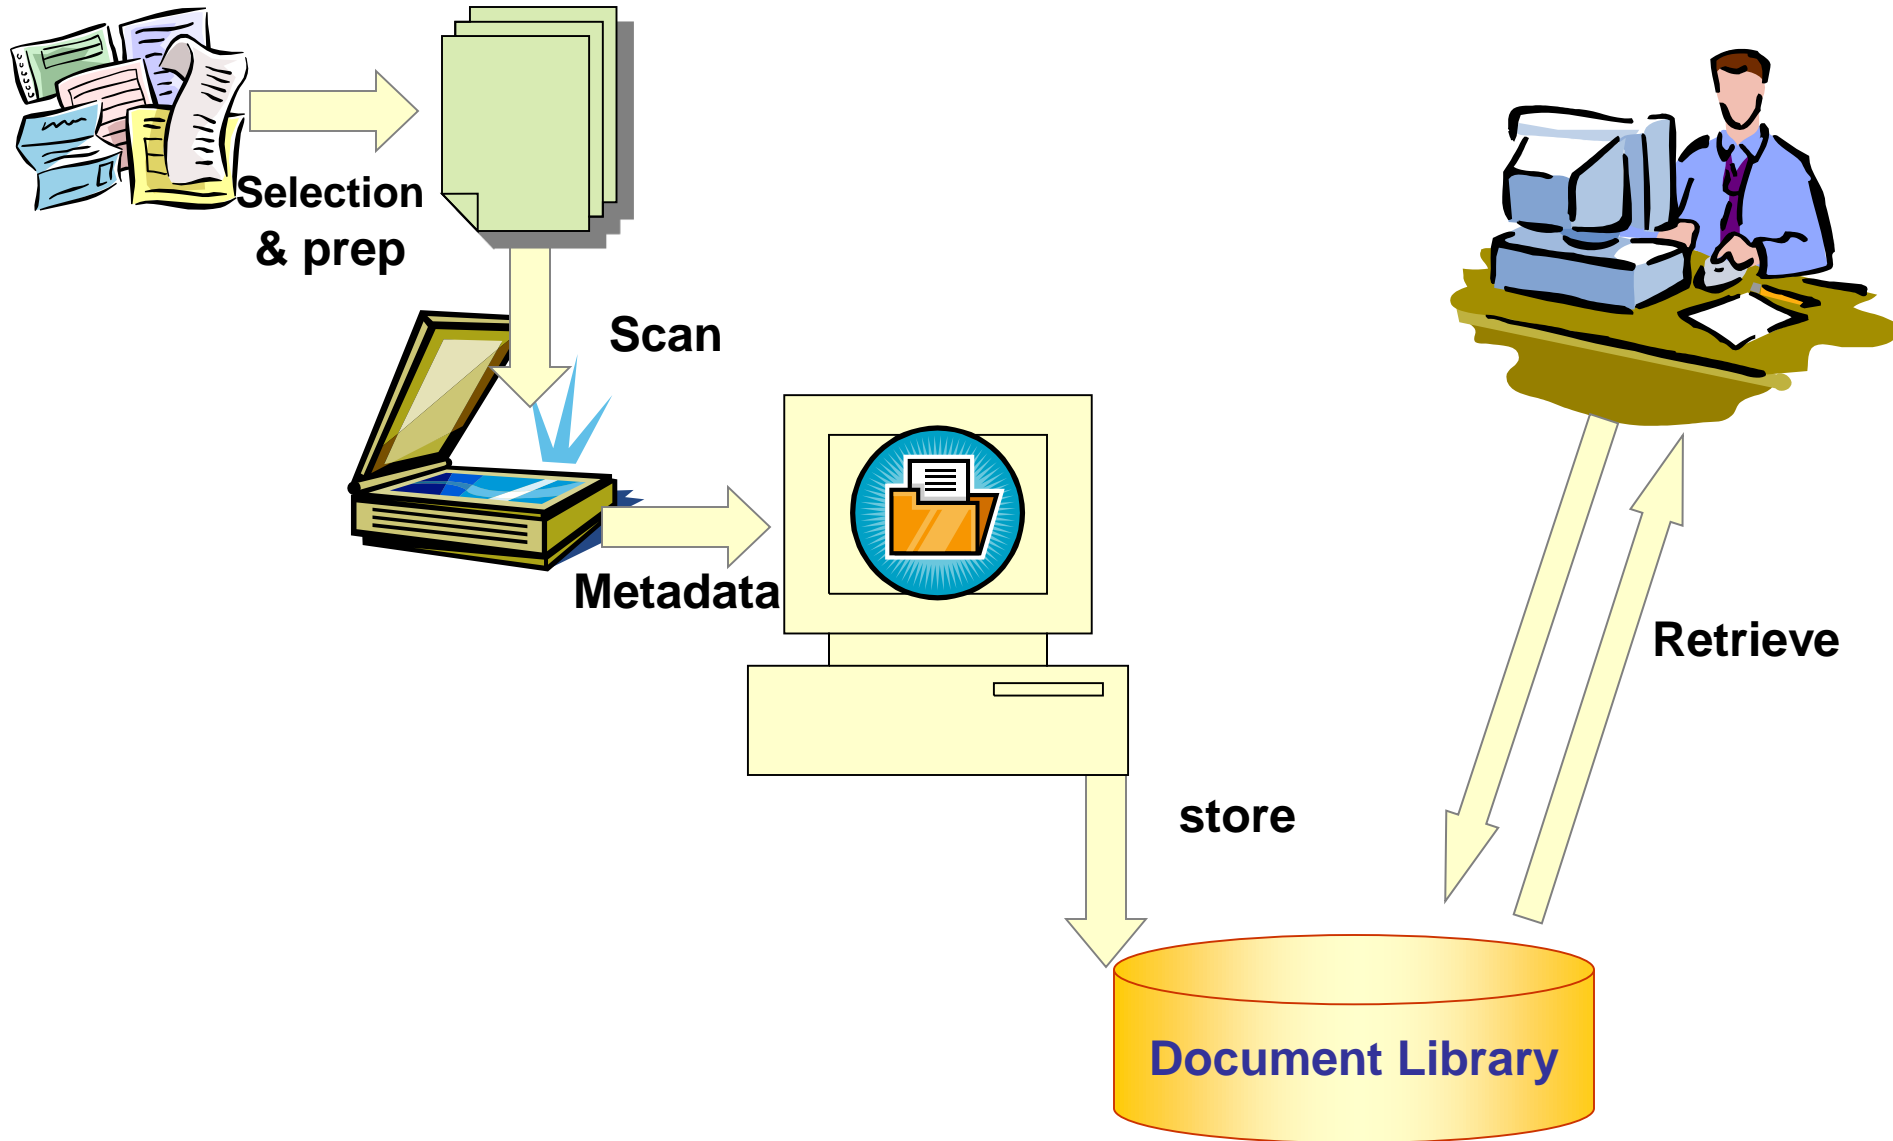 Selection
& prep
Scan
Metadata
Retrieve
store
Document Library